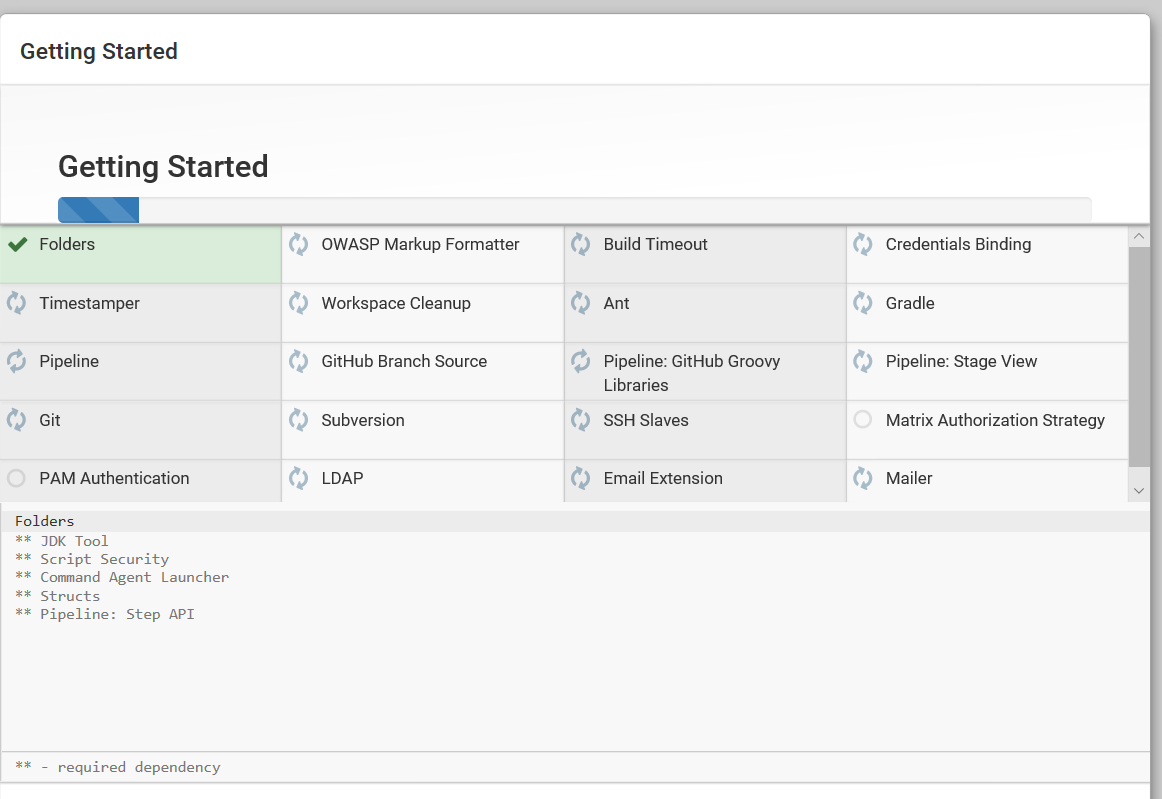 Getting Started
Getting Started
Folders
OWASP Markup Formatter
Build Timeout
Credentials Binding
Timestamper
Workspace Cleanup
Ant
Gradle
Pipeline
GitHub Branch Source
Pipeline: GitHub Groovy
Libraries
Pipeline: Stage View
Git
Subversion
SSH Slaves
Matrix Authorization Strategy
PAM Authentication
LDAP
Email Extension
Mailer
Folders
** JDK Tool
** Script Security
** Command Agent Launcher
** Structs
** Pipeline: Step API
** - required dependency